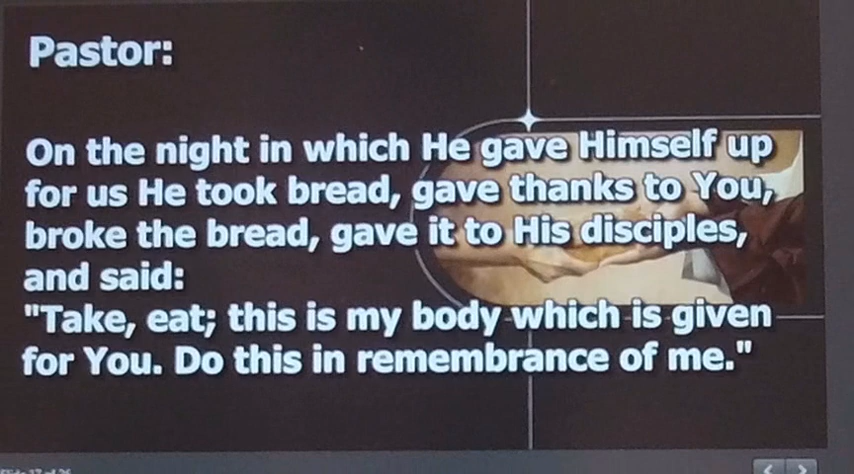 Pastor:
On the night in which He gave Himself up
for us He took bread, gave thanks to You,
broke the bread, gave it to His disciples,
and said:
"Take, eat; this is my body which is given
for You. Do this in remembrance of me."